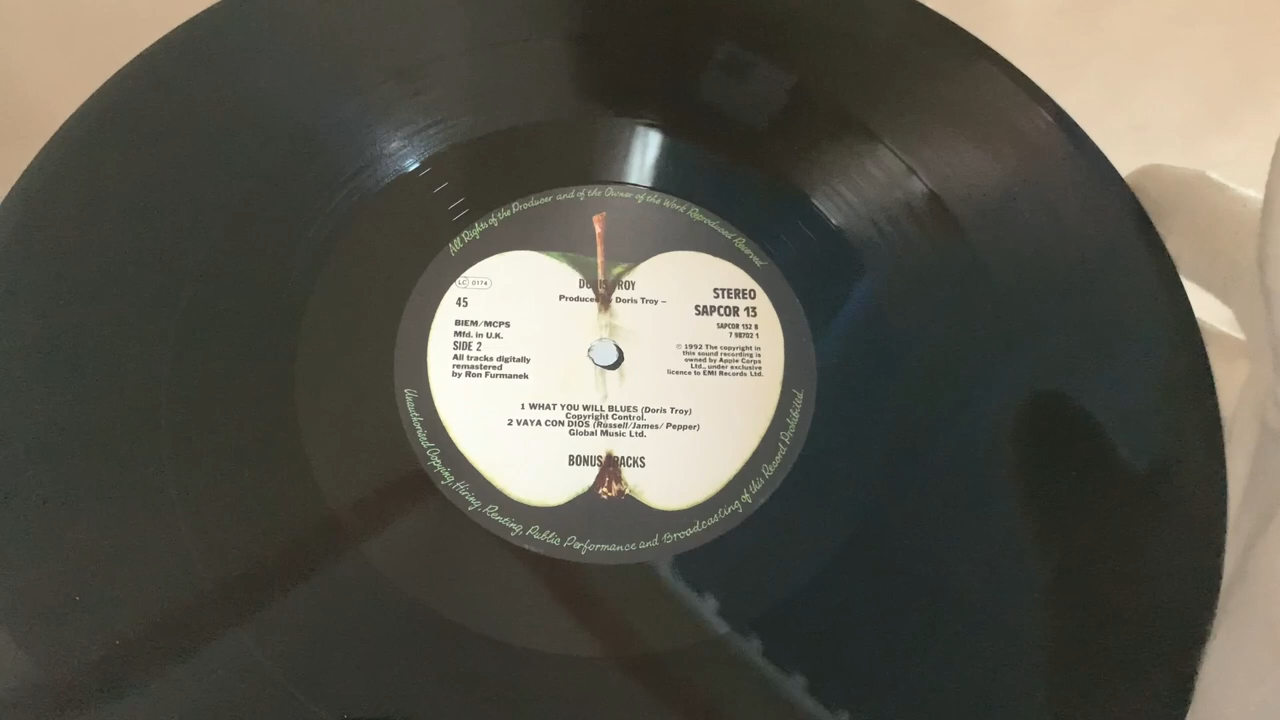 All Rights of the Producer and of the Owner of the Work Reproduced Reserved.
DORIS TROY
Produced by Doris Troy –
LC 0174
45
BIEM/MCPS
Mfd. in U.K.
SIDE 2
All tracks digitally
remastered
by Ron Furmanek
STEREO
SAPCOR 13
SAPCOR 132 B
7 98702 1
℗ 1992 The copyright in
this sound recording is
owned by Apple Corps
Ltd., under exclusive
licence to EMI Records Ltd.
1 WHAT YOU WILL BLUES (Doris Troy)
Copyright Control.
2 VAYA CON DIOS (Russell/James/ Pepper)
Global Music Ltd.
BONUS TRACKS
Unauthorised Copying, Hiring, Renting, Public Performance and Broadcasting of this Record Prohibited.